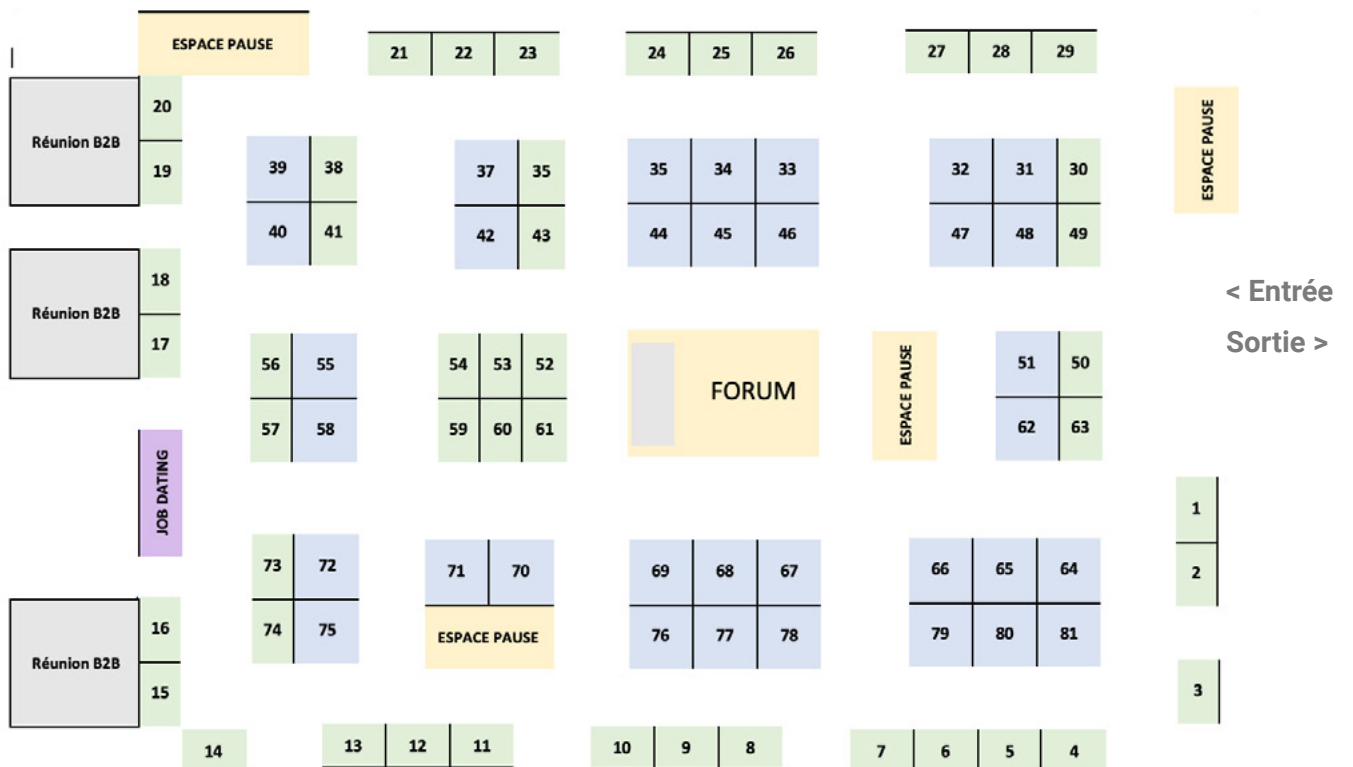 ESPACE PAUSE
21 22 23
24 25 26
27 28 29
20
Réunion B2B
19
ESPACE PAUSE
39 38
40 41
37 35
42 43
35 34 33
44 45 46
32 31 30
47 48 49
18
Réunion B2B
17
< Entrée
Sortie >
56 55
57 58
54 53 52
59 60 61
FORUM
ESPACE PAUSE
51 50
62 63
JOB DATING
1
2
73 72
74 75
71 70
ESPACE PAUSE
69 68 67
76 77 78
66 65 64
79 80 81
16
Réunion B2B
15
3
14
13 12 11
10 9 8
7 6 5 4